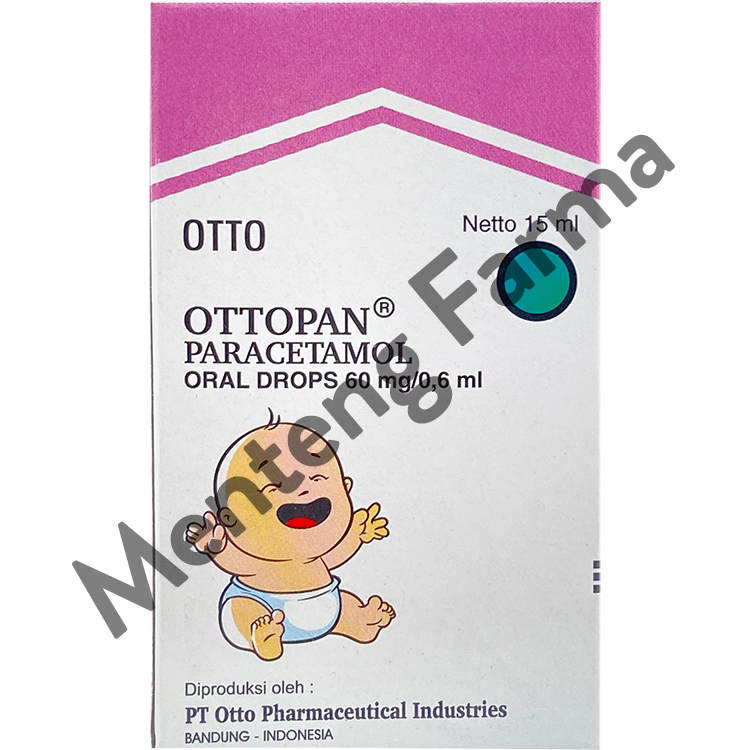 OTTO
Netto 15 ml
OTTOPAN®
PARACETAMOL
ORAL DROPS 60 mg/0,6 ml
Menteng Farma
Diproduksi oleh :
PT Otto Pharmaceutical Industries
BANDUNG - INDONESIA